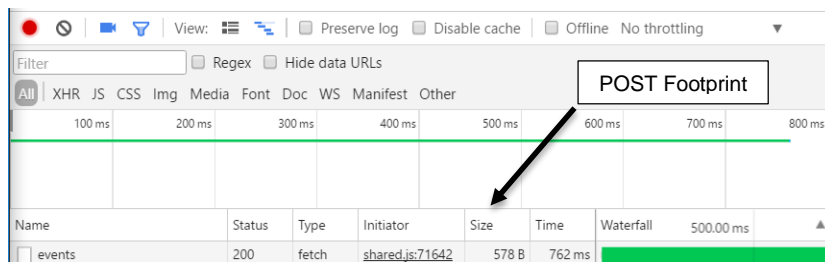 View: Preserve log Disable cache Offline No throttling ▼
Filter Regex Hide data URLs
All XHR JS CSS Img Media Font Doc WS Manifest Other
POST Footprint
100 ms 200 ms 300 ms 400 ms 500 ms 600 ms 700 ms 800 ms
Name Status Type Initiator Size Time Waterfall 500.00 ms ▲
events 200 fetch shared.js:71642 578 B 762 ms